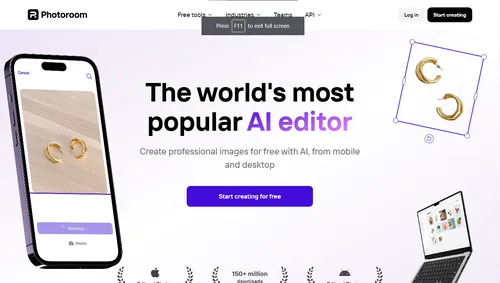 Photoroom
Free tools
Industries
Teams
API
Log in
Start creating
Press F11 to exit full screen
Cancel
The world's most
popular AI editor
Create professional images for free with AI, from mobile
and desktop
Start creating for free
150+ million
downloads